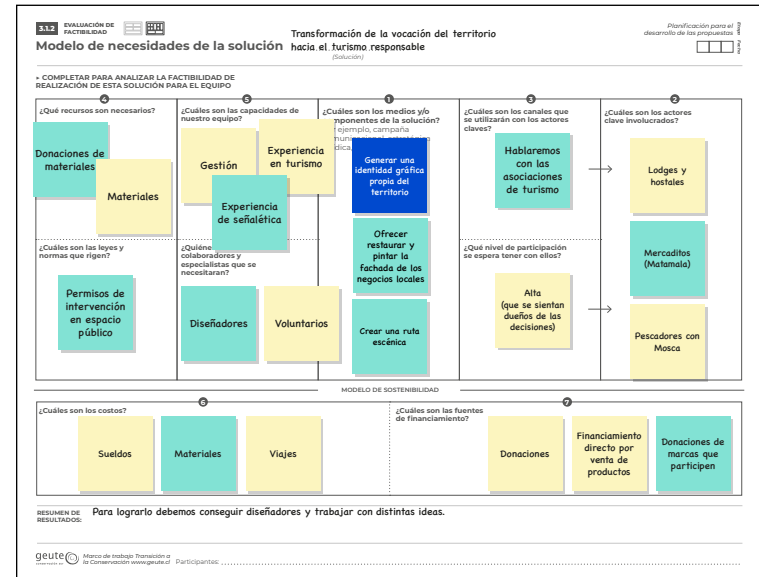 3.1.2
EVALUACIÓN DE
FACTIBILIDAD
Modelo de necesidades de la solución
Transformación de la vocación del territorio
hacia el turismo responsable
(Solución)
Planificación para el
desarrollo de las propuestas
Etapa
Fecha
▸ COMPLETAR PARA ANALIZAR LA FACTIBILIDAD DE
REALIZACIÓN DE ESTA SOLUCIÓN PARA EL EQUIPO
4
¿Qué recursos son necesarios?
Donaciones de
materiales
Materiales
¿Cuáles son las leyes y
normas que rigen?
Permisos de
intervención
en espacio
público
5
¿Cuáles son las capacidades de
nuestro equipo?
Gestión
Experiencia
en turismo
Experiencia
de señalética
¿Quiéne
colaboradores y
especialistas que se
necesitaran?
Diseñadores
Voluntarios
1
¿Cuáles son los medios y/o
mponentes de la solución?
ejemplo, campaña
Generar una
identidad gráfica
propia del
territorio
Ofrecer
restaurar y
pintar la
fachada de los
negocios locales
Crear una ruta
escénica
3
¿Cuáles son los canales que
se utilizarán con los actores
claves?
Hablaremos
con las
asociaciones
de turismo
¿Qué nivel de participación
se espera tener con ellos?
Alta
(que se sientan
dueños de las
decisiones)
2
¿Cuáles son los actores
clave involucrados?
Lodges y
hostales
Mercaditos
(Matamala)
Pescadores con
Mosca
MODELO DE SOSTENIBILIDAD
6
¿Cuáles son los costos?
Sueldos
Materiales
Viajes
7
¿Cuáles son las fuentes
de financiamiento?
Donaciones
Financiamiento
directo por
venta de
productos
Donaciones de
marcas que
participen
RESUMEN DE
RESULTADOS:
Para lograrlo debemos conseguir diseñadores y trabajar con distintas ideas.
geute
Marco de trabajo Transición a
la Conservación www.geute.cl
Participantes: